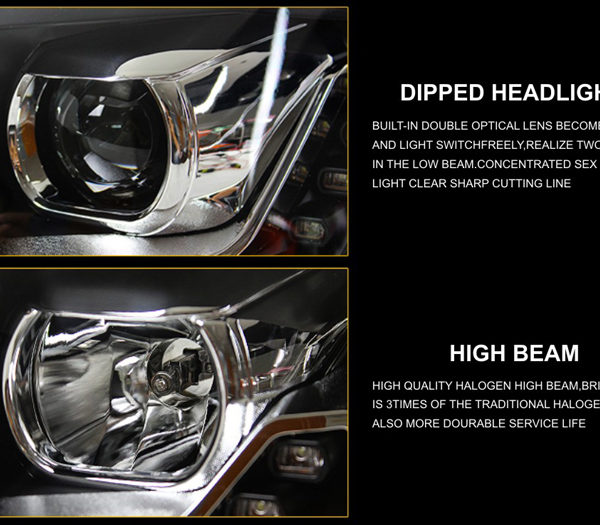 DIPPED HEADLIGH
BUILT-IN DOUBLE OPTICAL LENS BECOME
AND LIGHT SWITCHFREELY,REALIZE TWO
IN THE LOW BEAM.CONCENTRATED SEX
LIGHT CLEAR SHARP CUTTING LINE
HIGH BEAM
HIGH QUALITY HALOGEN HIGH BEAM,BRI
IS 3TIMES OF THE TRADITIONAL HALOGE
ALSO MORE DOURABLE SERVICE LIFE